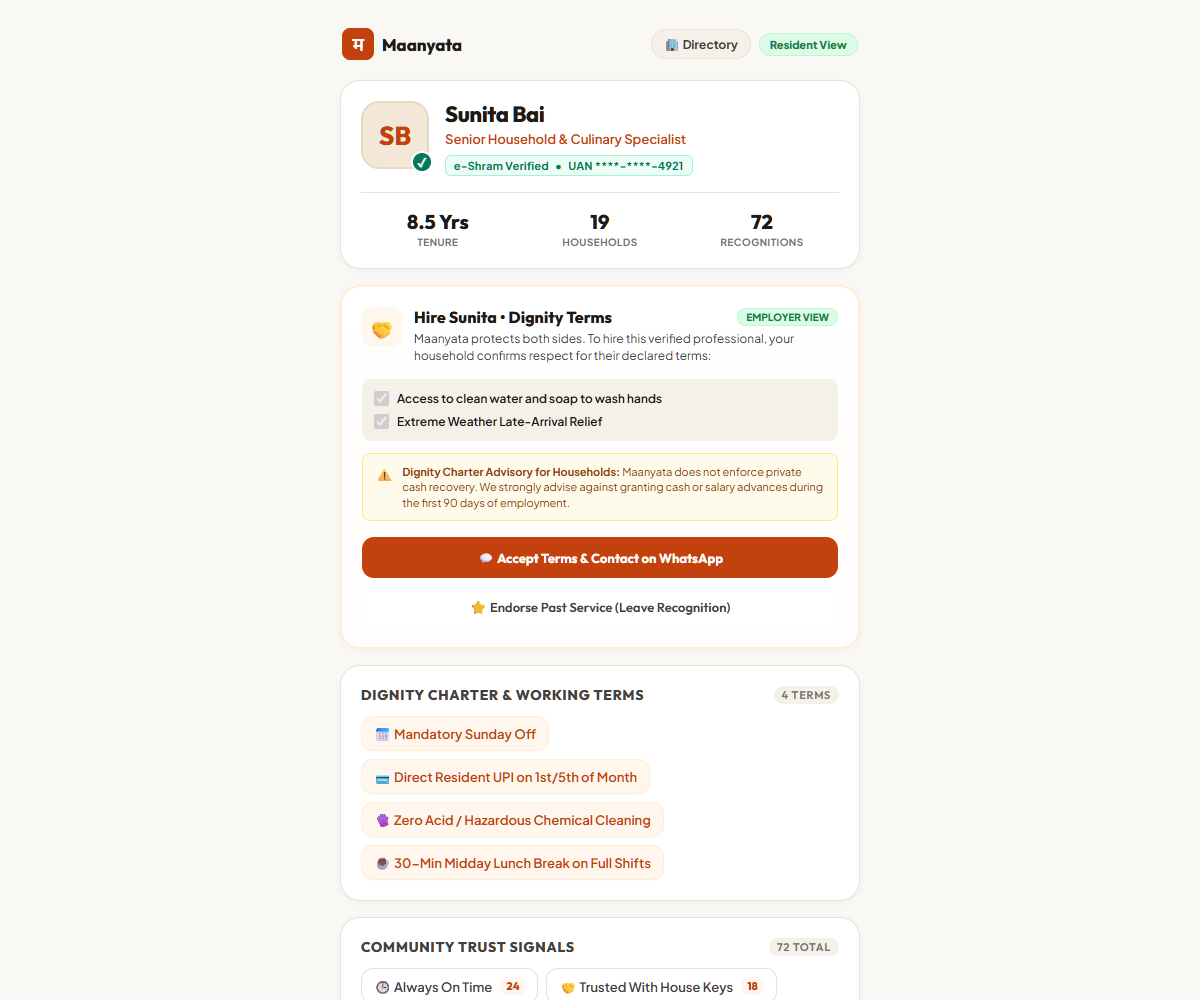 म Maanyata
Directory
Resident View
SB
Sunita Bai
Senior Household & Culinary Specialist
e-Shram Verified • UAN ****-****-4921
8.5 Yrs
TENURE
19
HOUSEHOLDS
72
RECOGNITIONS
Hire Sunita • Dignity Terms
EMPLOYER VIEW
Maanyata protects both sides. To hire this verified professional, your
household confirms respect for their declared terms:
Access to clean water and soap to wash hands
Extreme Weather Late-Arrival Relief
Dignity Charter Advisory for Households: Maanyata does not enforce private
cash recovery. We strongly advise against granting cash or salary advances during
the first 90 days of employment.
Accept Terms & Contact on WhatsApp
Endorse Past Service (Leave Recognition)
DIGNITY CHARTER & WORKING TERMS
4 TERMS
Mandatory Sunday Off
Direct Resident UPI on 1st/5th of Month
Zero Acid / Hazardous Chemical Cleaning
30-Min Midday Lunch Break on Full Shifts
COMMUNITY TRUST SIGNALS
72 TOTAL
Always On Time 24
Trusted With House Keys 18